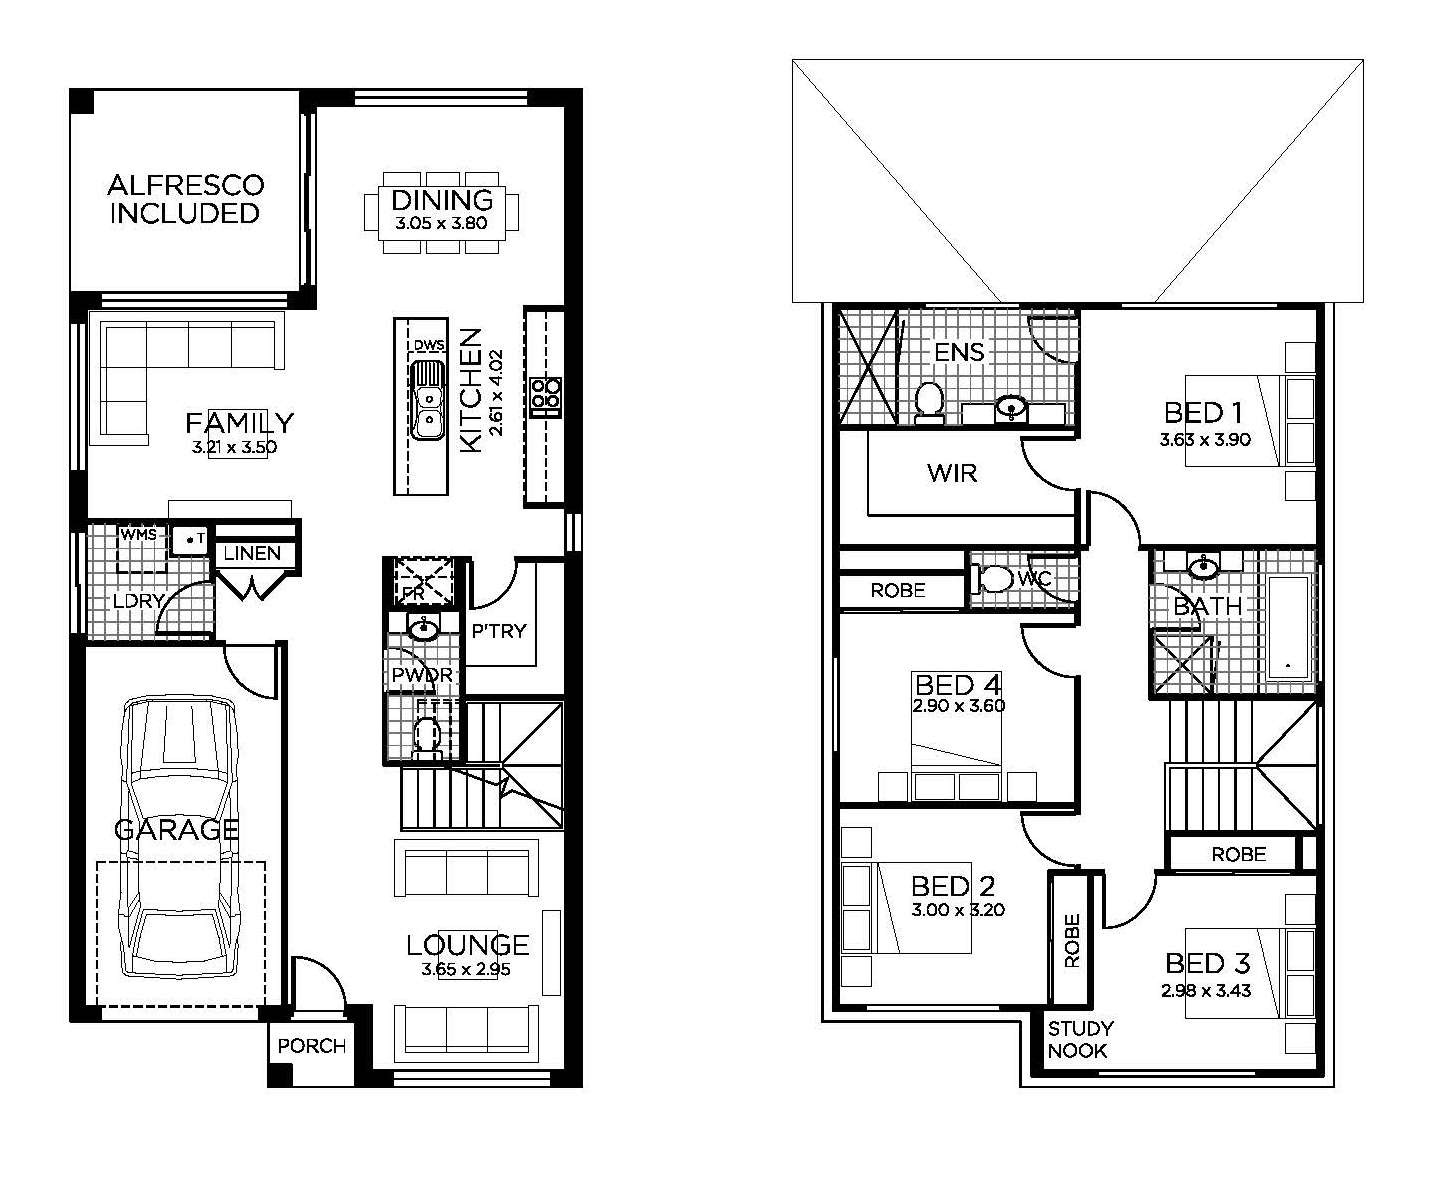 ALFRESCO
INCLUDED
DINING
3.05 x 3.80
DWS
KITCHEN
2.61 x 4.02
FAMILY
3.21 x 3.50
WMS
T
LINEN
LDRY
FR
P'TRY
PWDR
GARAGE
LOUNGE
3.65 x 2.95
PORCH
ENS
BED 1
3.63 x 3.90
WIR
ROBE
WC
BATH
BED 4
2.90 x 3.60
ROBE
BED 2
3.00 x 3.20
ROBE
BED 3
2.98 x 3.43
STUDY
NOOK